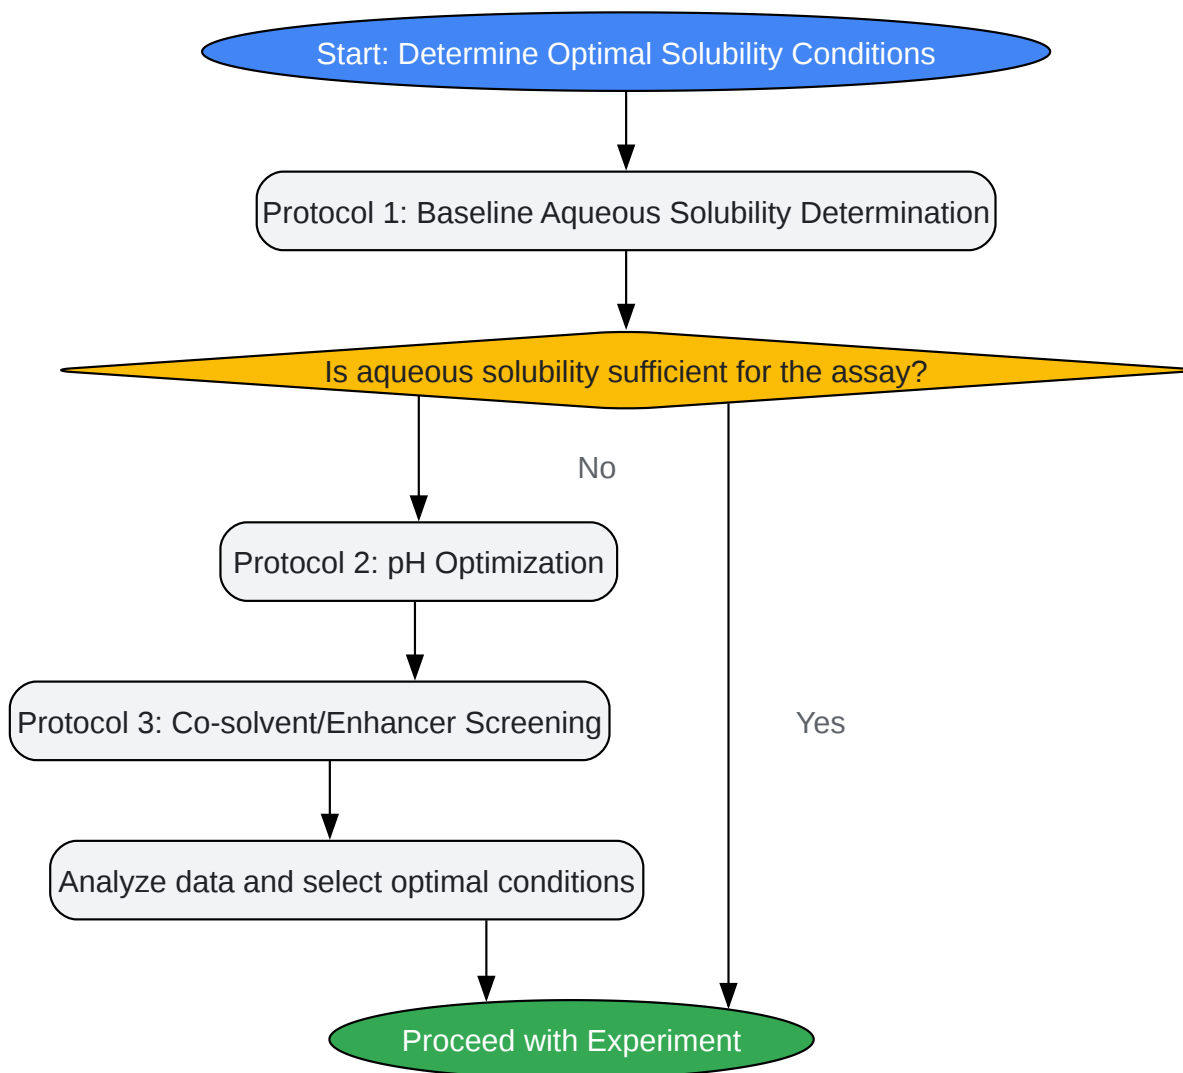 Start: Determine Optimal Solubility Conditions
Protocol 1: Baseline Aqueous Solubility Determination
Is aqueous solubility sufficient for the assay?
No
Protocol 2: pH Optimization
Protocol 3: Co-solvent/Enhancer Screening
Yes
Analyze data and select optimal conditions
Proceed with Experiment